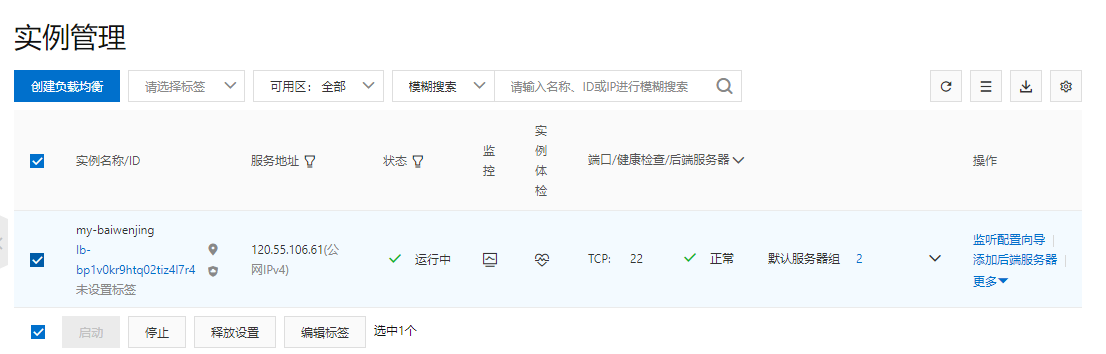 实例管理
创建负载均衡 请选择标签 可用区： 全部 模糊搜索 请输入名称、ID或IP进行模糊搜索
实例名称/ID 服务地址 状态 监控 实例体检 端口/健康检查/后端服务器 操作
my-baiwenjing
lb-
bp1v0kr9htq02tiz4l7r4
未设置标签
120.55.106.61(公
网IPv4)
运行中 TCP: 22 正常 默认服务器组 2
监听配置向导
添加后端服务器
更多
启动 停止 释放设置 编辑标签 选中1个